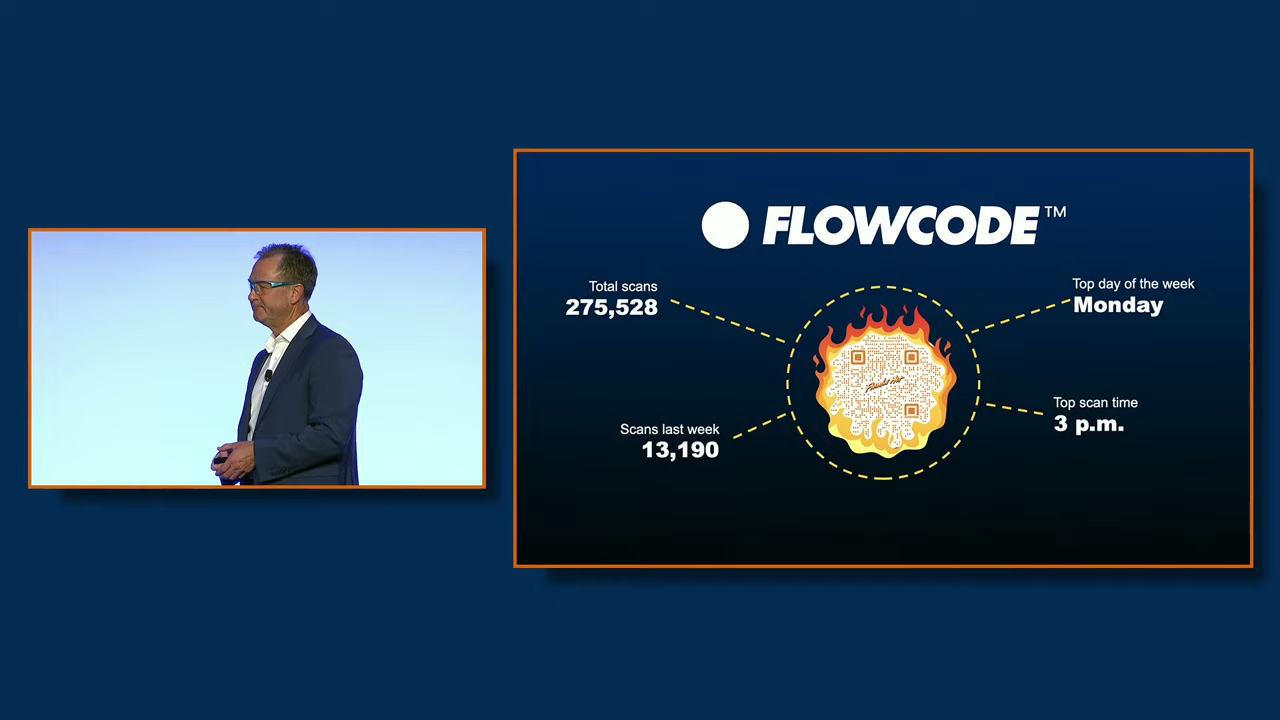 FLOWCODE™
Total scans
275,528
Top day of the week
Monday
Scans last week
13,190
Top scan time
3 p.m.